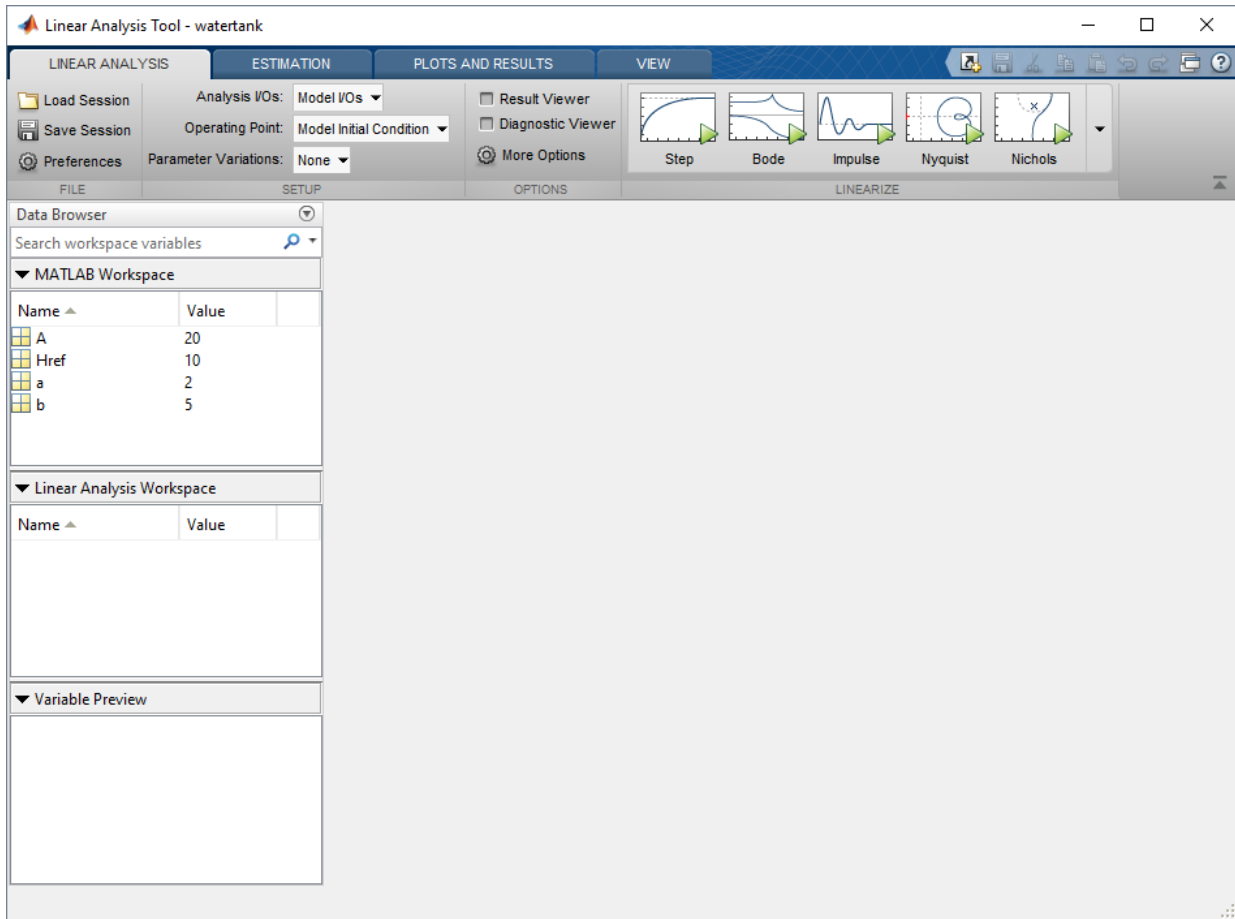 Linear Analysis Tool - watertank
LINEAR ANALYSIS ESTIMATION PLOTS AND RESULTS VIEW
Load Session
Save Session
Preferences
FILE
Analysis I/Os: Model I/Os
Operating Point: Model Initial Condition
Parameter Variations: None
SETUP
Result Viewer
Diagnostic Viewer
More Options
OPTIONS
Step Bode Impulse Nyquist Nichols
LINEARIZE
Data Browser
Search workspace variables
MATLAB Workspace
Name Value
A 20
Href 10
a 2
b 5
Linear Analysis Workspace
Name Value
Variable Preview